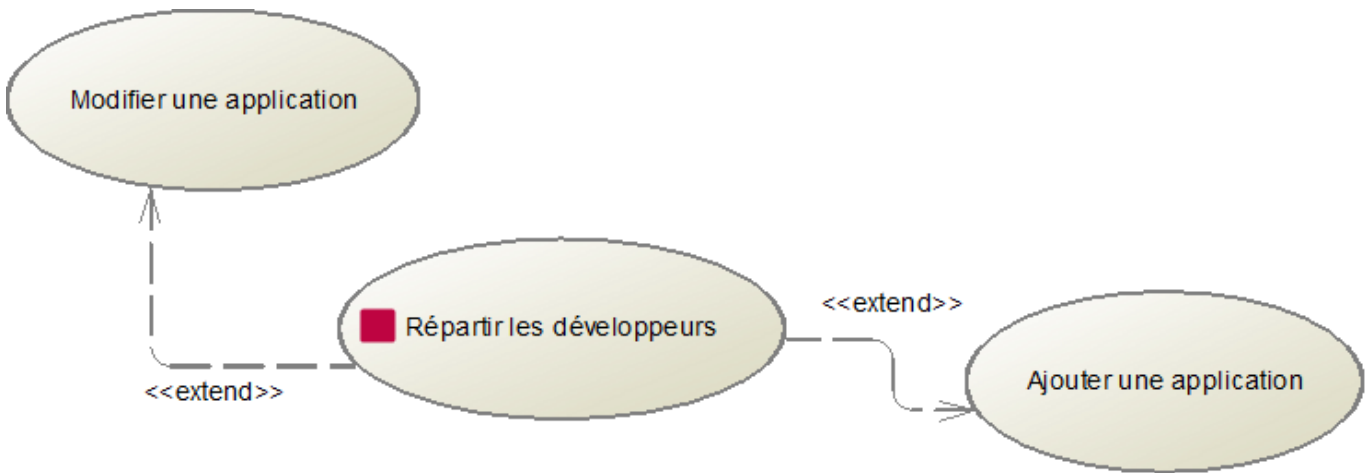 Modifier une application
Répartir les développeurs
<<extend>>
Ajouter une application
<<extend>>